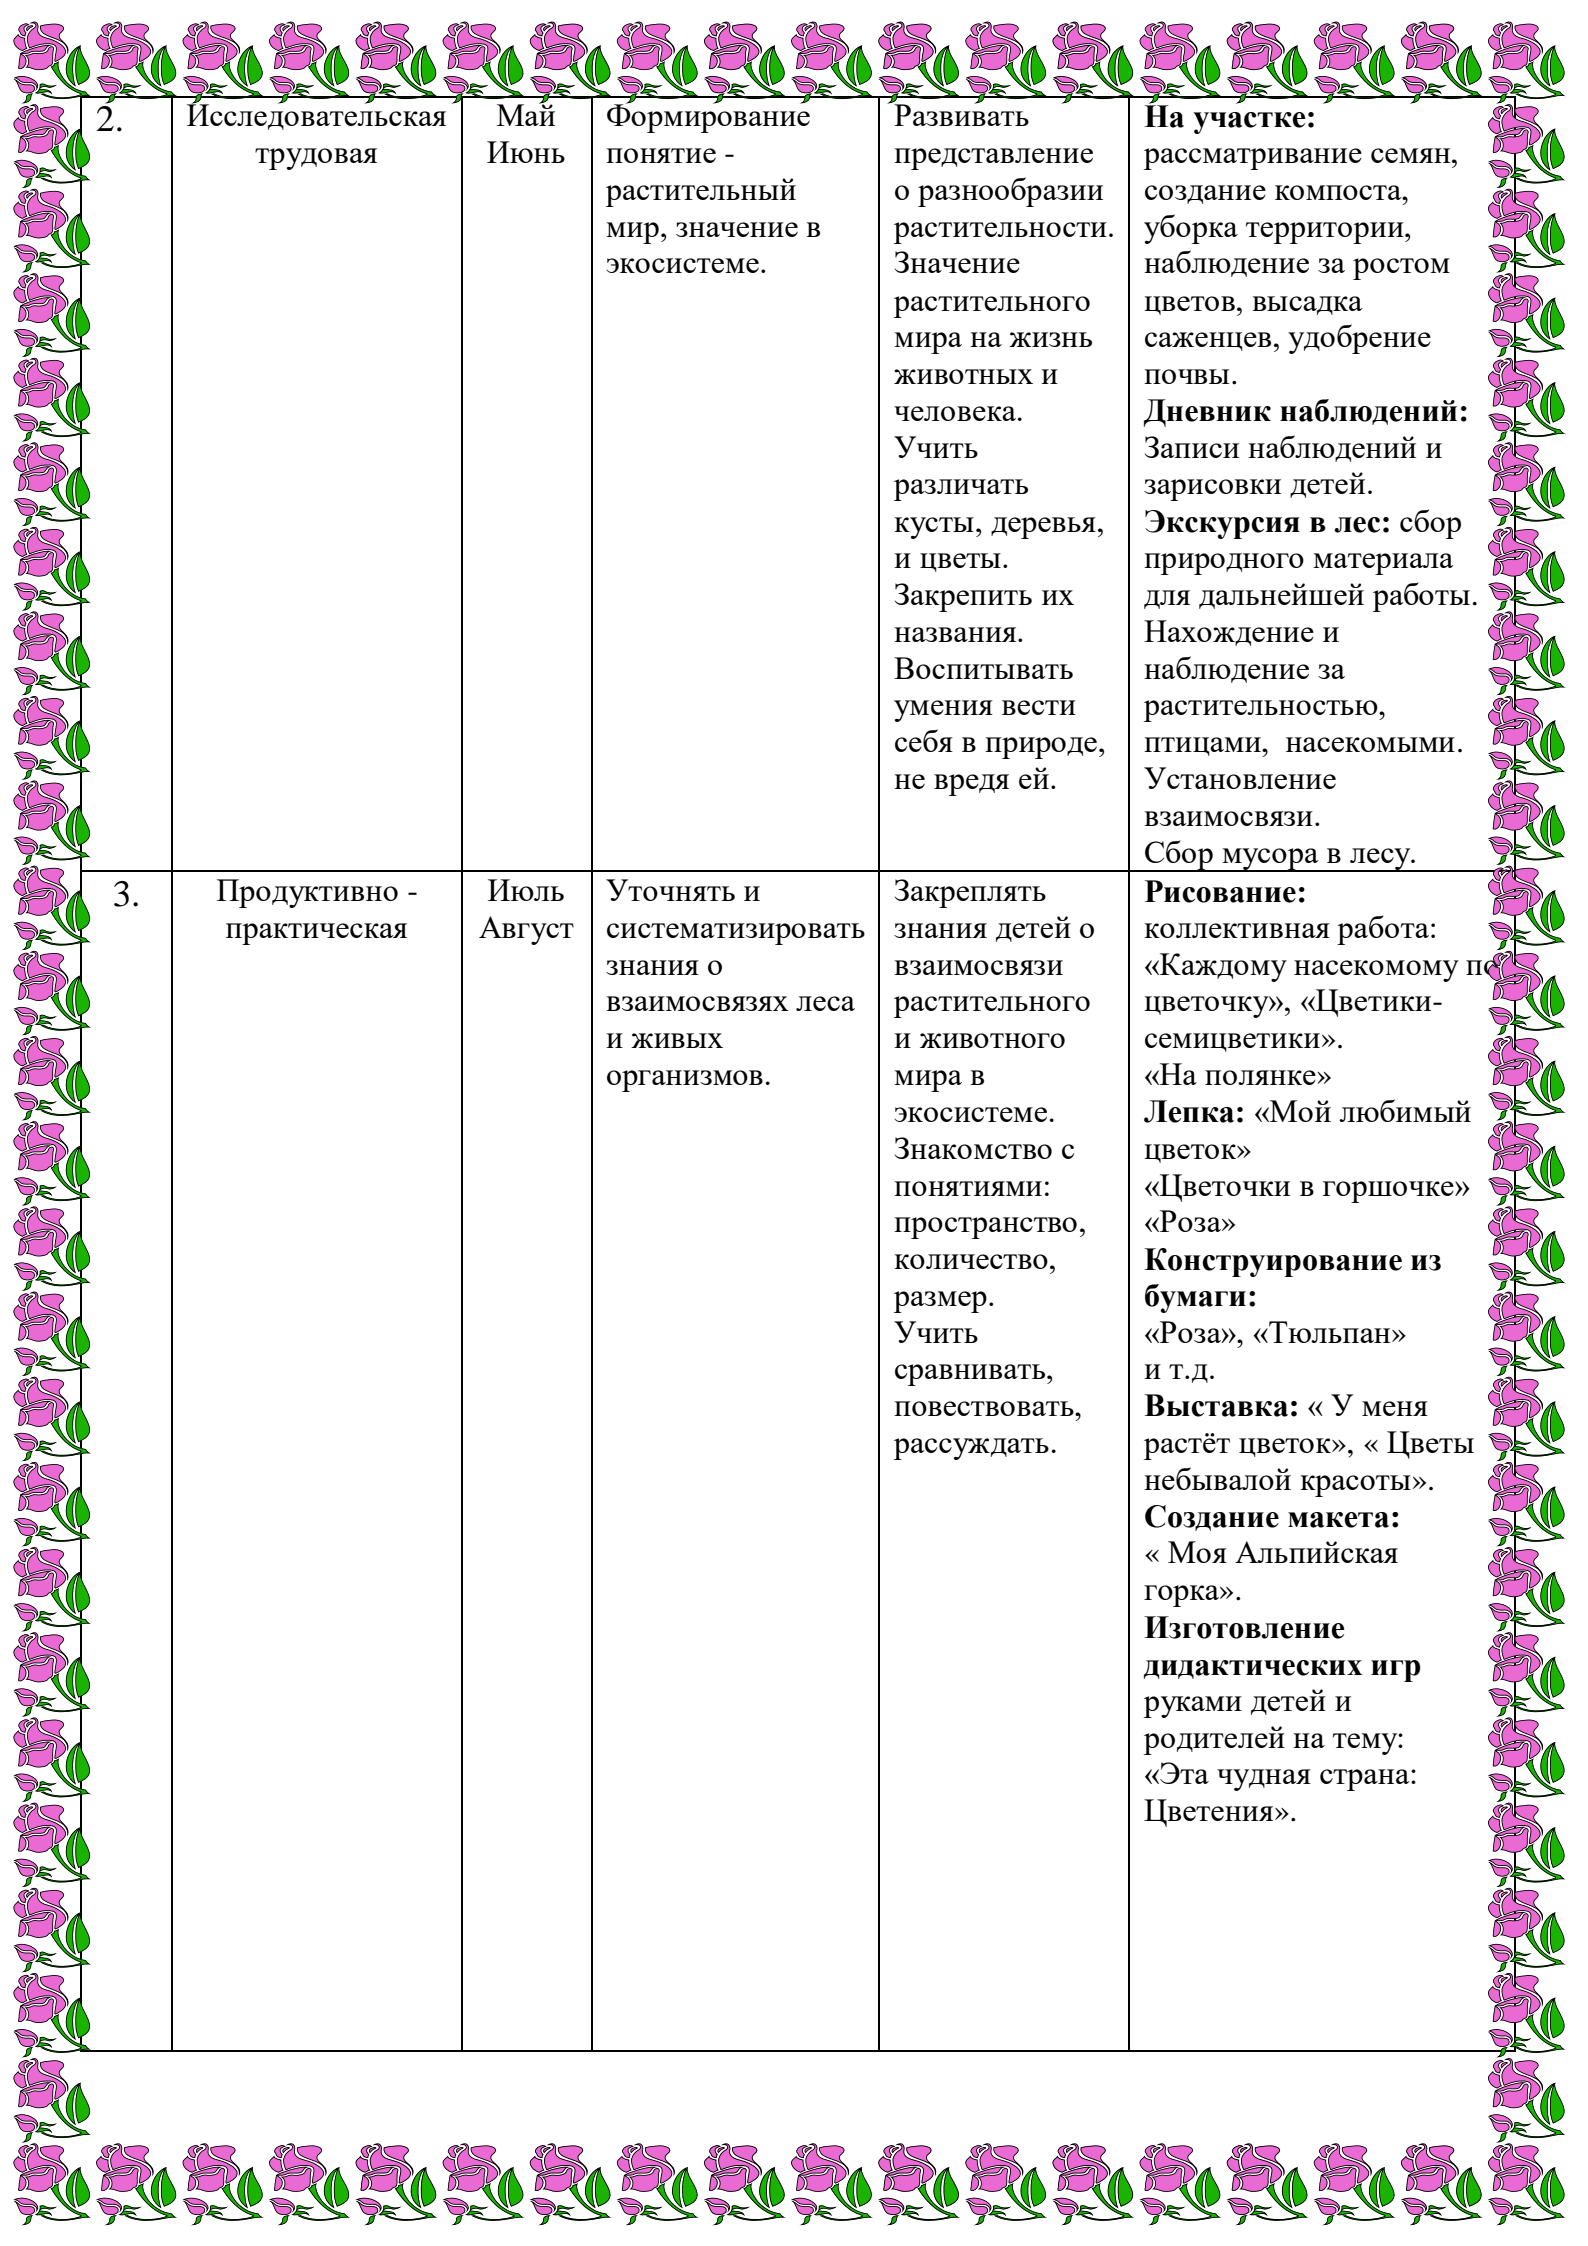 2.
Исследовательская
трудовая
Май
Июнь
Формирование
понятие -
растительный
мир, значение в
экосистеме.
Развивать
представление
о разнообразии
растительности.
Значение
растительного
мира на жизнь
животных и
человека.
Учить
различать
кусты, деревья,
и цветы.
Закрепить их
названия.
Воспитывать
умения вести
себя в природе,
не вредя ей.
На участке:
рассматривание семян,
создание компоста,
уборка территории,
наблюдение за ростом
цветов, высадка
саженцев, удобрение
почвы.
Дневник наблюдений:
Записи наблюдений и
зарисовки детей.
Экскурсия в лес: сбор
природного материала
для дальнейшей работы.
Нахождение и
наблюдение за
растительностью,
птицами,  насекомыми.
Установление
взаимосвязи.
Сбор мусора в лесу.
3.
Продуктивно -
практическая
Июль
Август
Уточнять и
систематизировать
знания о
взаимосвязях леса
и живых
организмов.
Закреплять
знания детей о
взаимосвязи
растительного
и животного
мира в
экосистеме.
Знакомство с
понятиями:
пространство,
количество,
размер.
Учить
сравнивать,
повествовать,
рассуждать.
Рисование:
коллективная работа:
«Каждому насекомому по
цветочку», «Цветики-
семицветики».
«На полянке»
Лепка: «Мой любимый
цветок»
«Цветочки в горшочке»
«Роза»
Конструирование из
бумаги:
«Роза», «Тюльпан»
и т.д.
Выставка: « У меня
растёт цветок», « Цветы
небывалой красоты».
Создание макета:
« Моя Альпийская
горка».
Изготовление
дидактических игр
руками детей и
родителей на тему:
«Эта чудная страна:
Цветения».